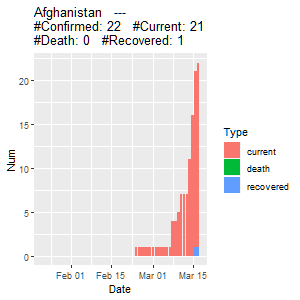 Afghanistan   ---
#Confirmed: 22   #Current: 21
#Death: 0   #Recovered: 1
20
15
10
5
0
Num
Feb 01
Feb 15
Mar 01
Mar 15
Date
Type
current
death
recovered